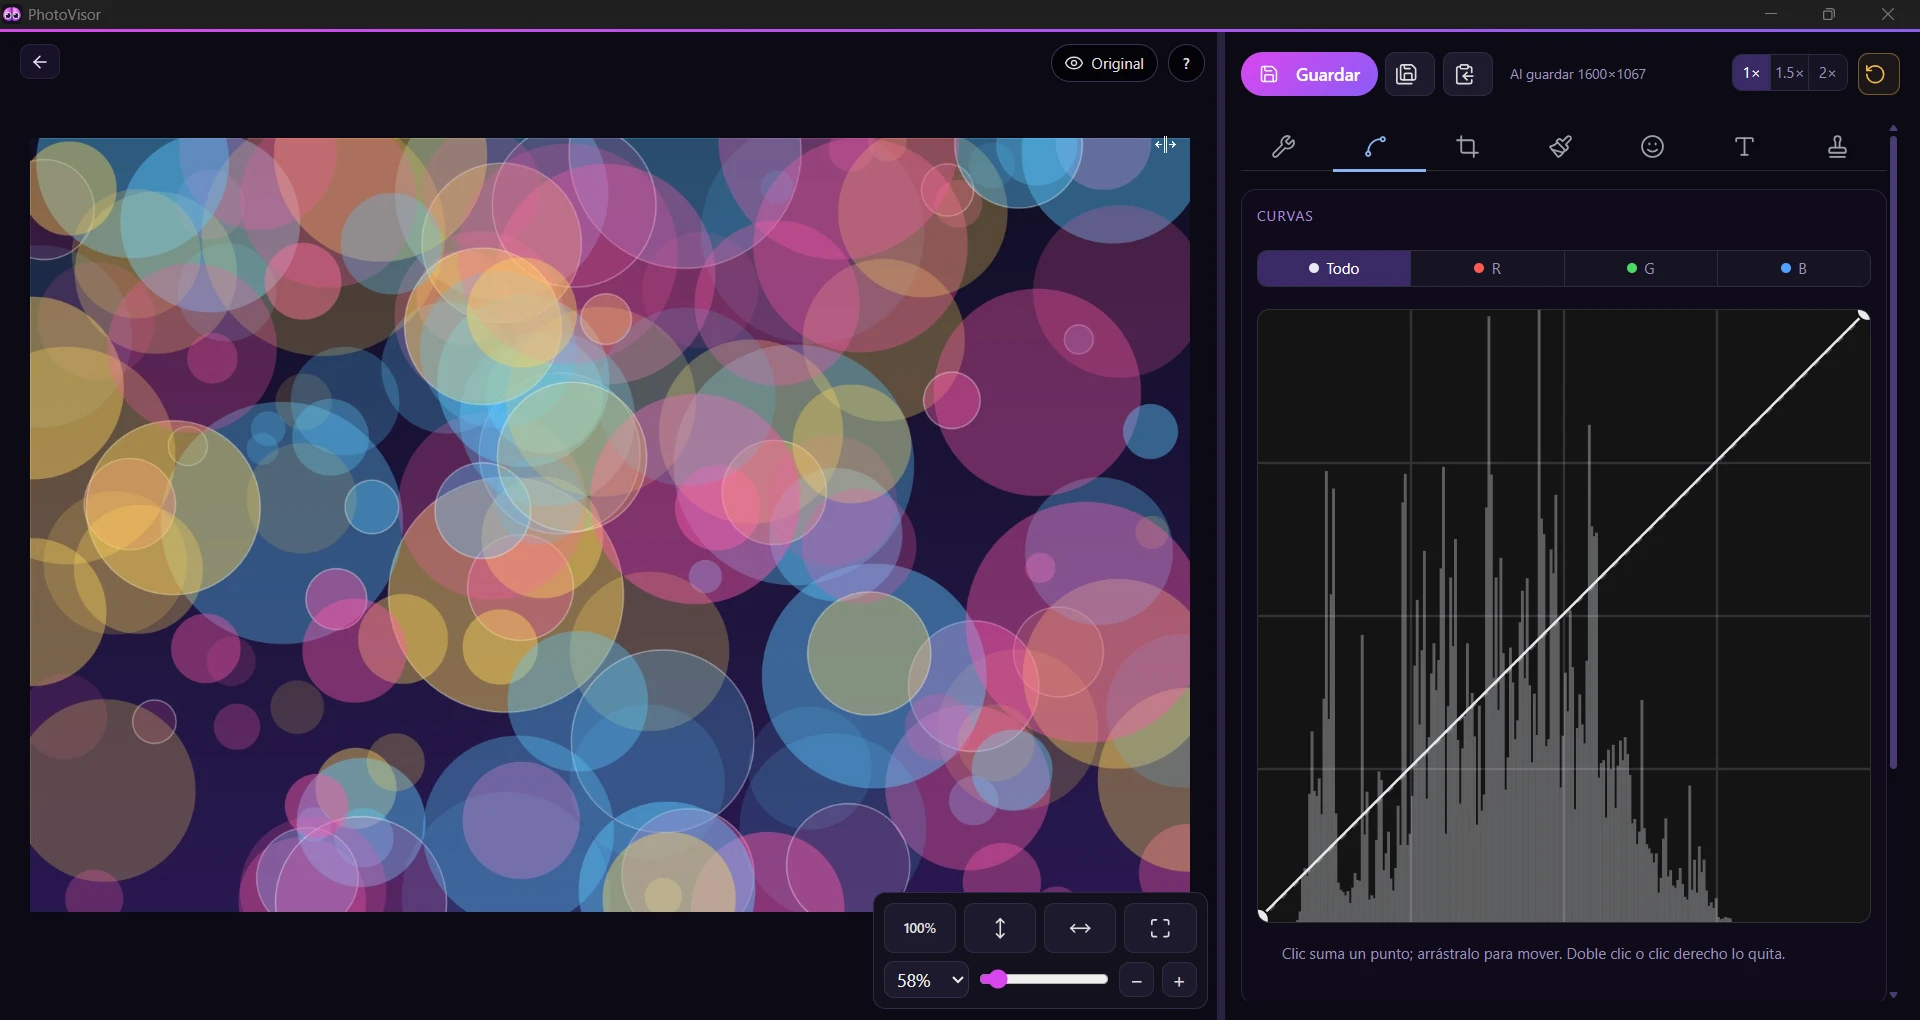 PhotoVisor
Original
?
Guardar
Al guardar 1600×1067
1×
1.5×
2×
CURVAS
Todo
R
G
B
Clic suma un punto; arrástralo para mover. Doble clic o clic derecho lo quita.
100%
58%